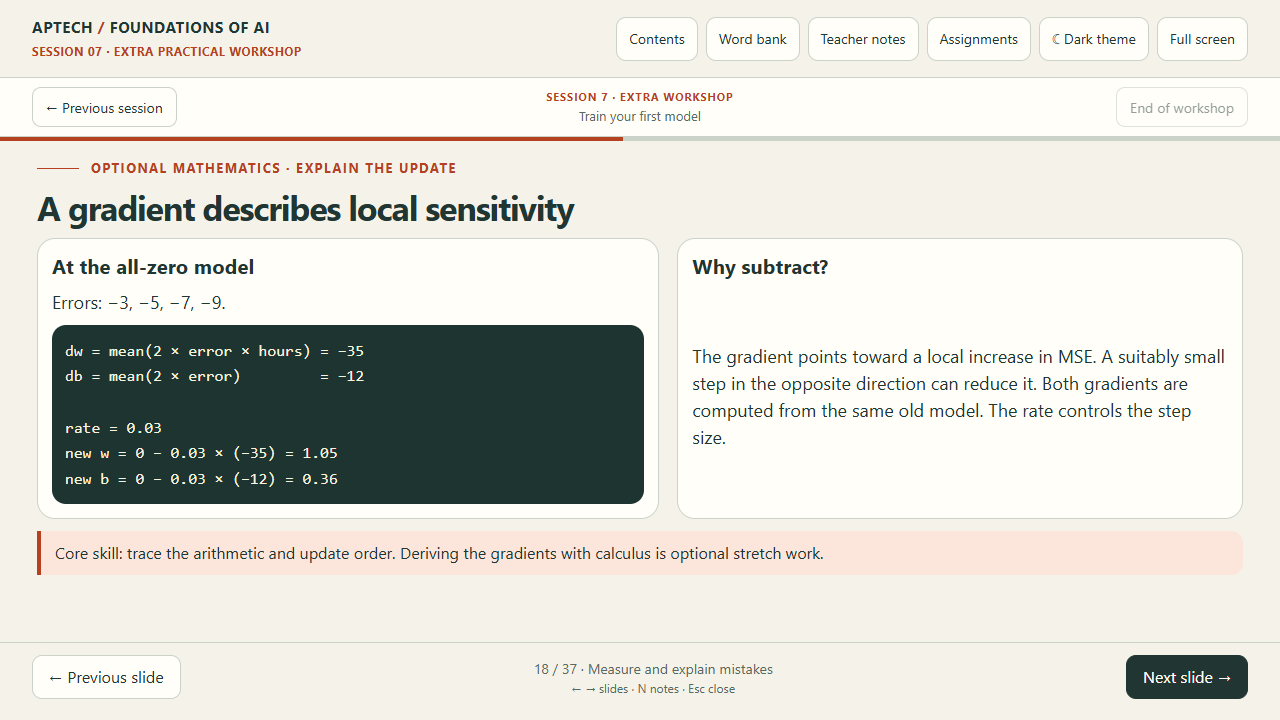 APTECH / FOUNDATIONS OF AI
SESSION 07 · EXTRA PRACTICAL WORKSHOP
Contents
Word bank
Teacher notes
Assignments
☾ Dark theme
Full screen
← Previous session
SESSION 7 · EXTRA WORKSHOP
Train your first model
End of workshop
OPTIONAL MATHEMATICS · EXPLAIN THE UPDATE
A gradient describes local sensitivity
At the all-zero model
Errors: −3, −5, −7, −9.
dw = mean(2 × error × hours) = −35
db = mean(2 × error)         = −12
rate = 0.03
new w = 0 − 0.03 × (−35) = 1.05
new b = 0 − 0.03 × (−12) = 0.36
Why subtract?
The gradient points toward a local increase in MSE. A suitably small
step in the opposite direction can reduce it. Both gradients are
computed from the same old model. The rate controls the step
size.
Core skill: trace the arithmetic and update order. Deriving the gradients with calculus is optional stretch work.
← Previous slide
18 / 37 · Measure and explain mistakes
← → slides · N notes · Esc close
Next slide →